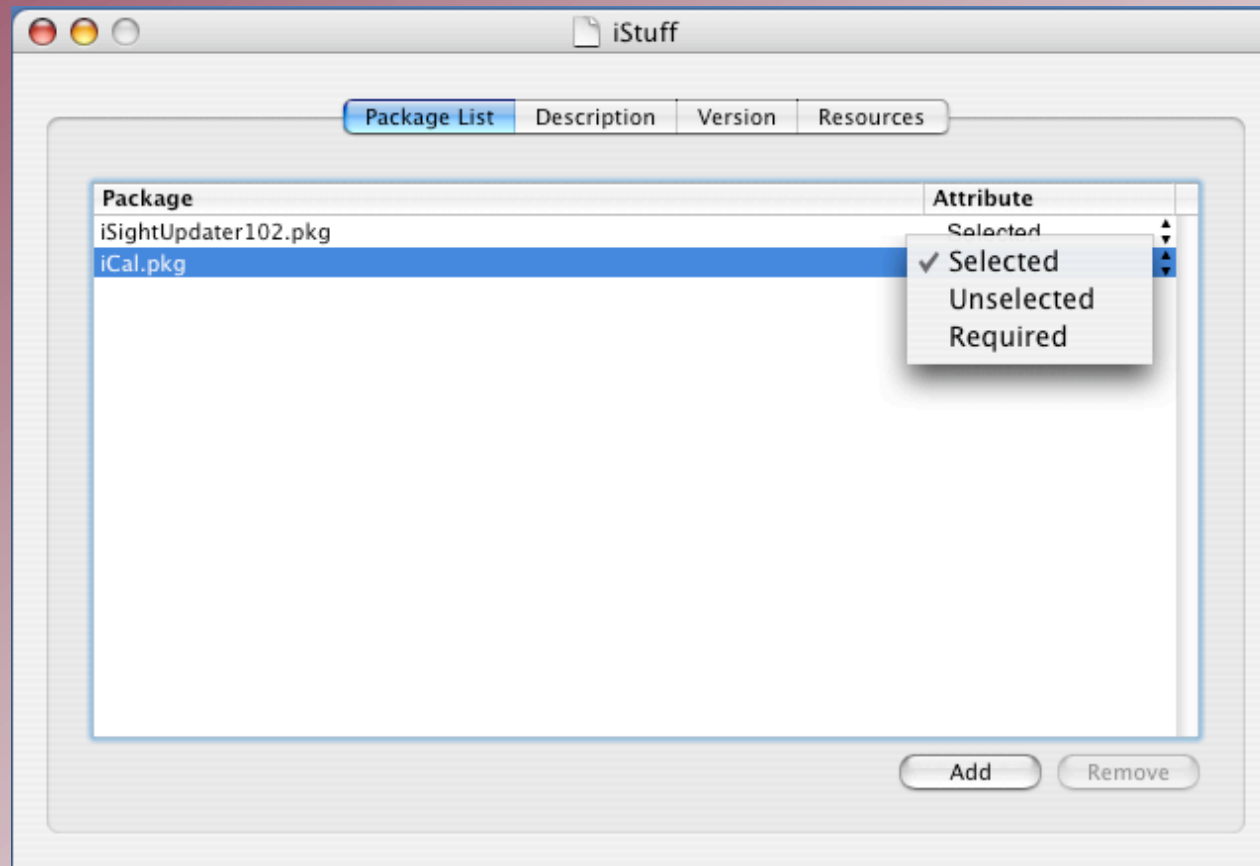 iStuff
Package List Description Version Resources
Package Attribute
iSightUpdater102.pkg Selected
iCal.pkg Selected
Unselected
Required
Add Remove